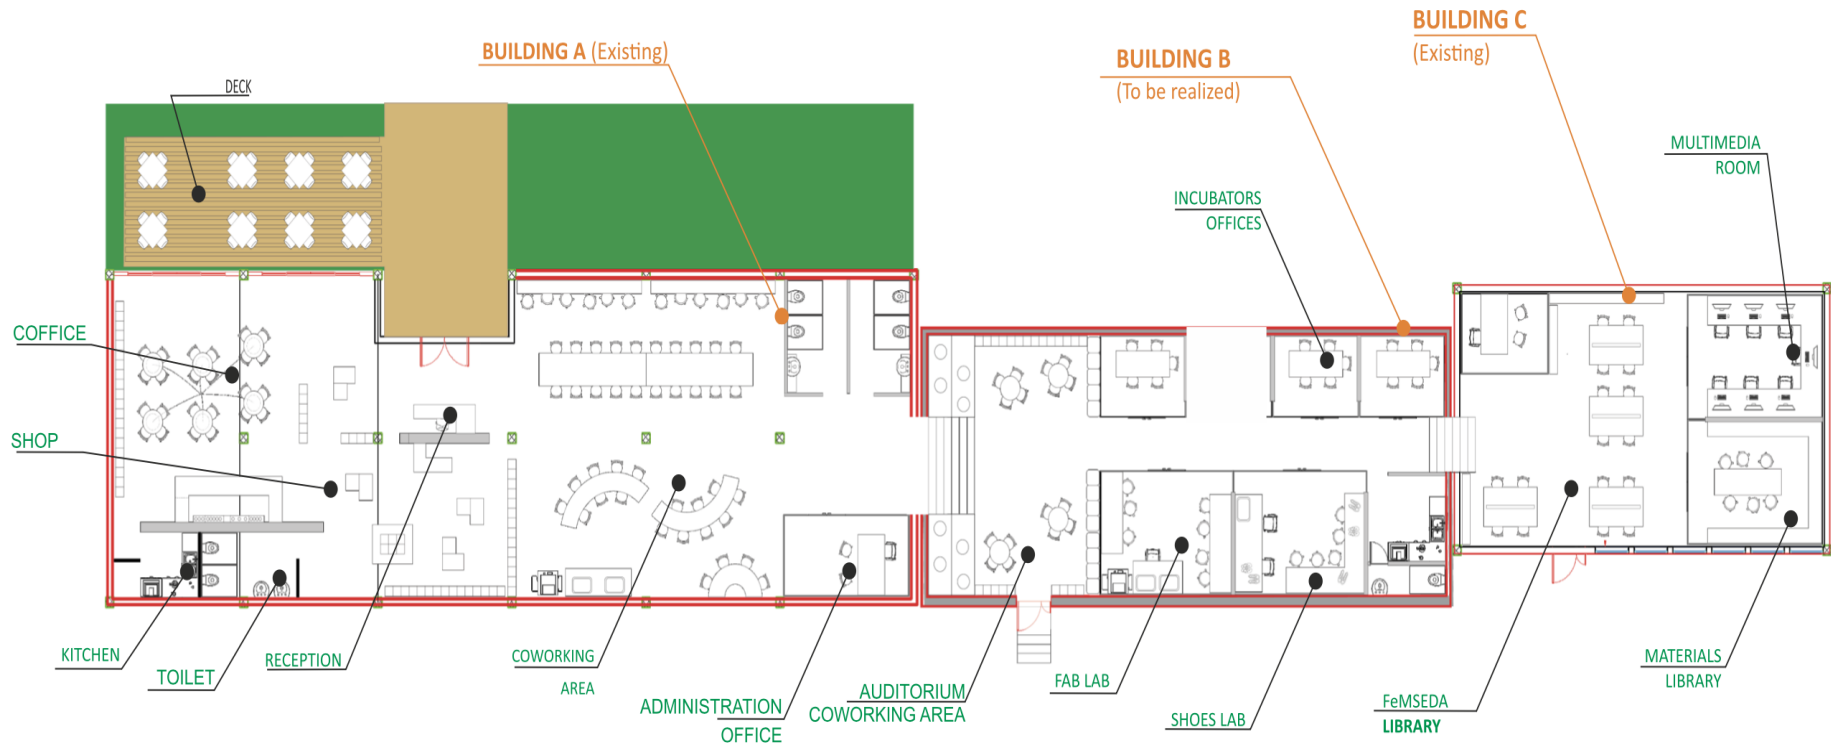 BUILDING C
(Existing)
BUILDING A (Existing)
BUILDING B
(To be realized)
DECK
MULTIMEDIA
ROOM
INCUBATORS
OFFICES
COFFICE
SHOP
KITCHEN
TOILET
RECEPTION
COWORKING
AREA
ADMINISTRATION
OFFICE
AUDITORIUM
COWORKING AREA
FAB LAB
SHOES LAB
FeMSEDA
LIBRARY
MATERIALS
LIBRARY